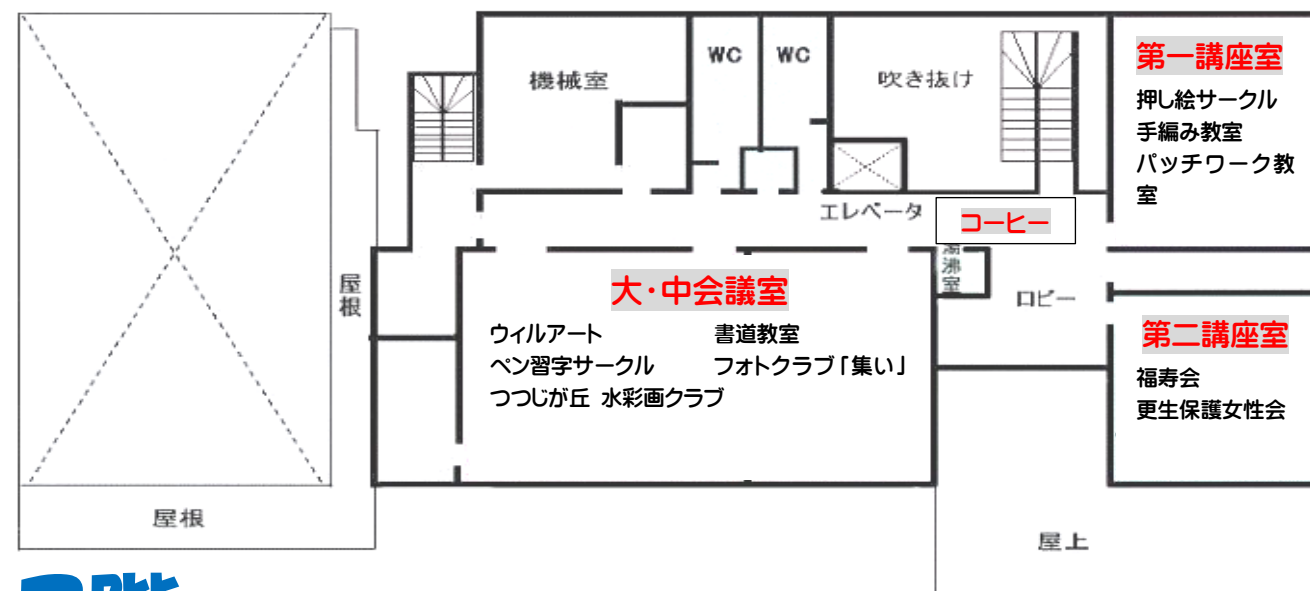 機械室
WC
WC
吹き抜け
第一講座室
押し絵サークル
手編み教室
パッチワーク教
室
エレベータ
コーヒー
湯沸室
ロビー
屋根
大・中会議室
ウィルアート
書道教室
ペン習字サークル
フォトクラブ「集い」
つつじが丘 水彩画クラブ
第二講座室
福寿会
更生保護女性会
屋根
屋上